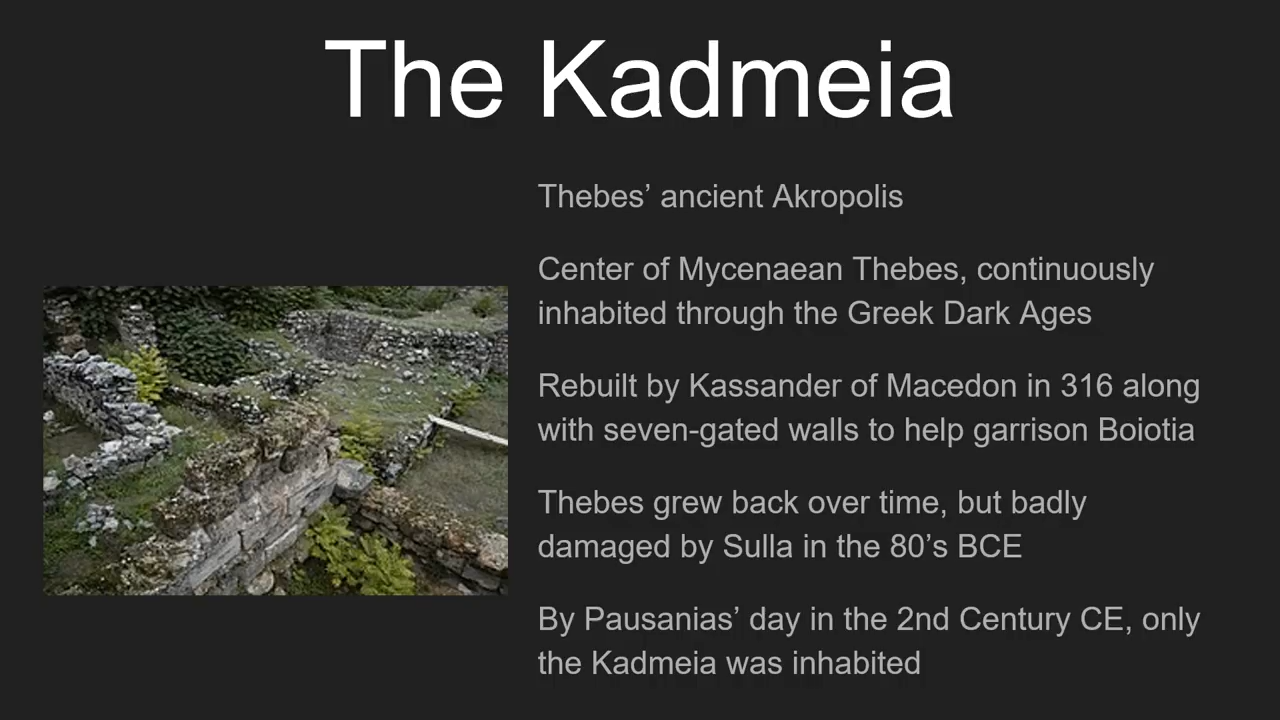 The Kadmeia
Thebes’ ancient Akropolis
Center of Mycenaean Thebes, continuously
inhabited through the Greek Dark Ages
Rebuilt by Kassander of Macedon in 316 along
with seven-gated walls to help garrison Boiotia
Thebes grew back over time, but badly
damaged by Sulla in the 80’s BCE
By Pausanias’ day in the 2nd Century CE, only
the Kadmeia was inhabited